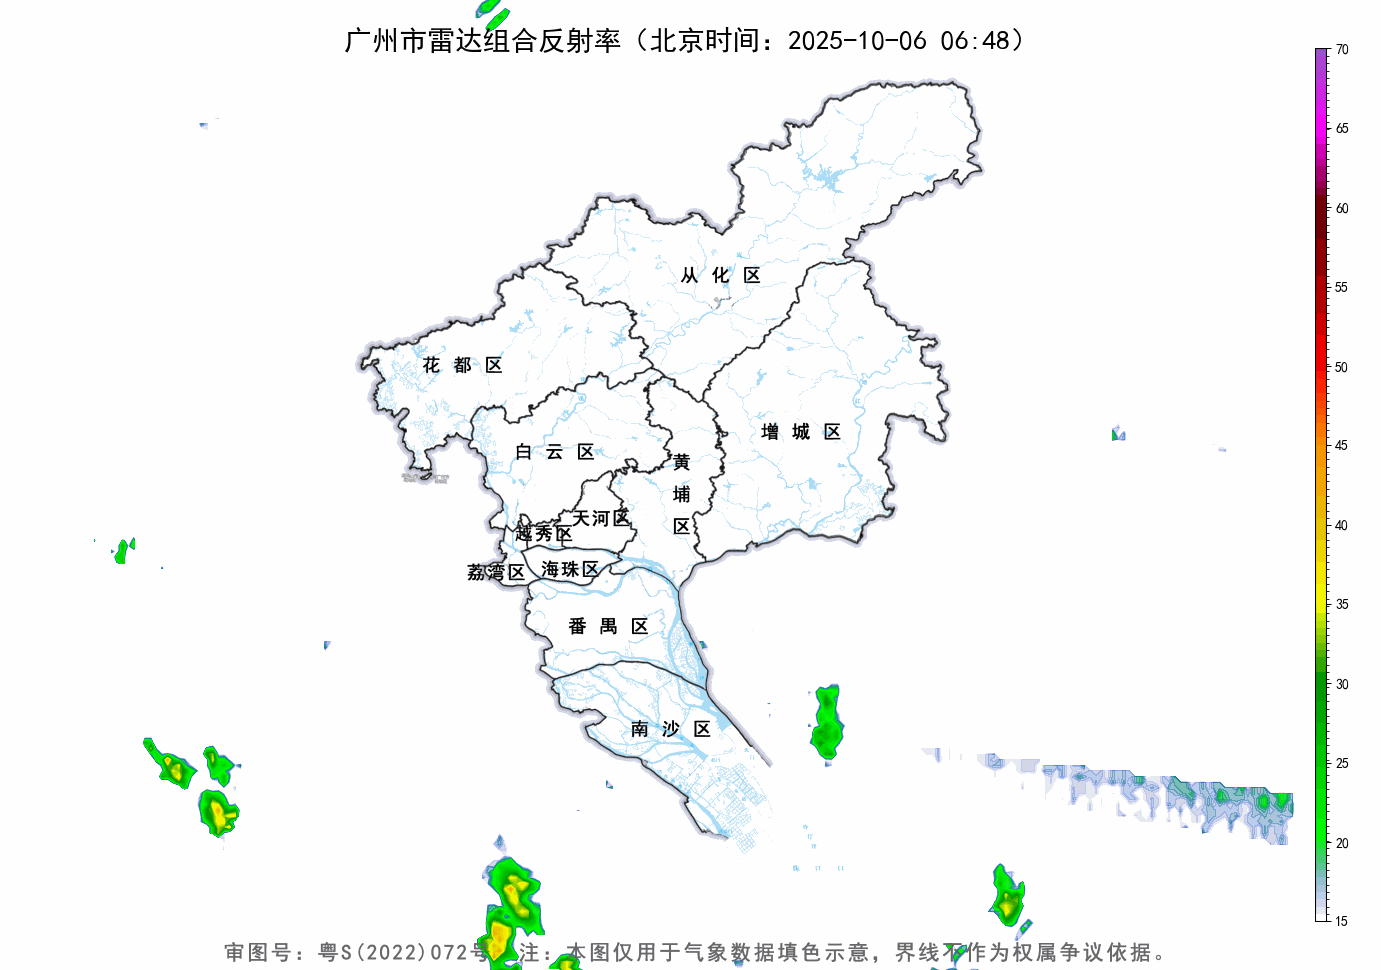 广州市雷达组合反射率（北京时间：2025-10-06 06:48）
70
65
60
55
50
45
40
35
30
25
20
15
从化区
花都区
增城区
白云区
黄埔区
天河区
越秀区
荔湾区
海珠区
番禺区
南沙区
审图号：粤S(2022)072号 注：本图仅用于气象数据填色示意，界线不作为权属争议依据。